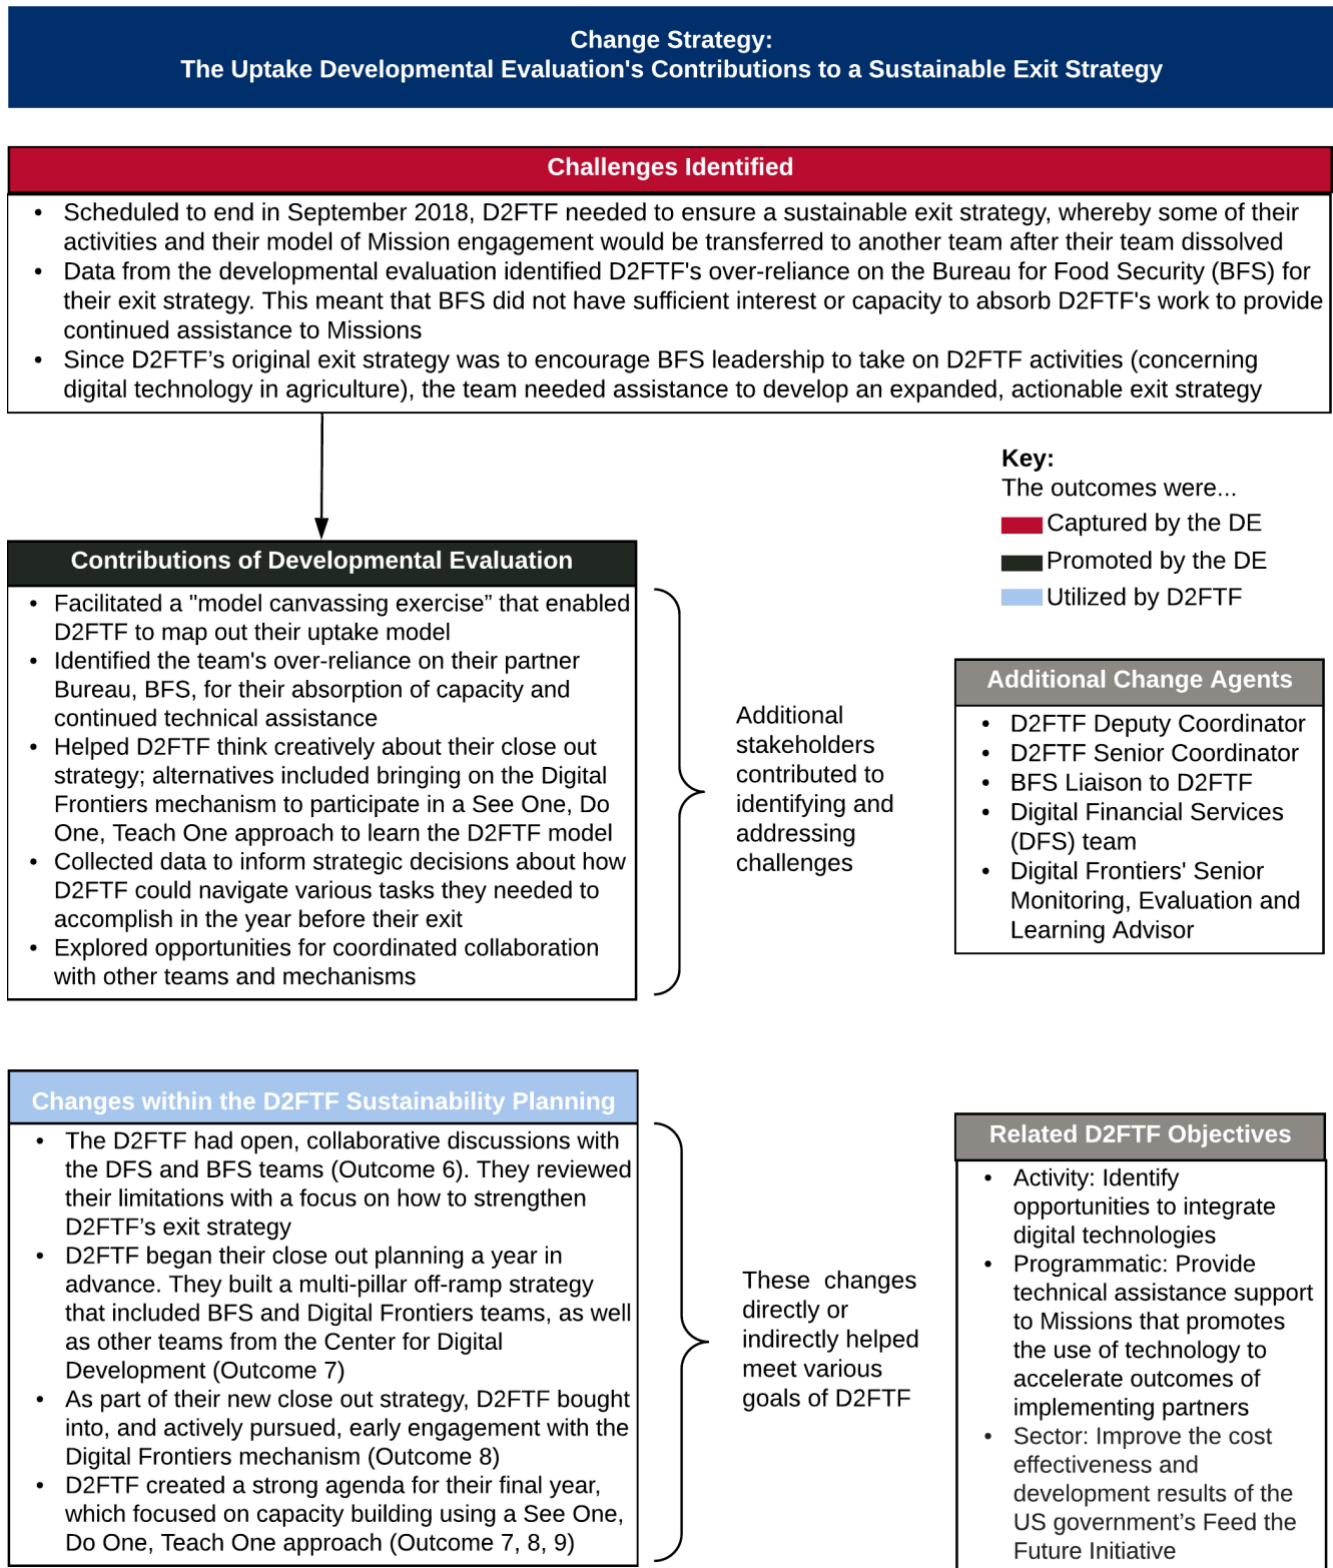 Change Strategy:
The Uptake Developmental Evaluation's Contributions to a Sustainable Exit Strategy
Challenges Identified
• Scheduled to end in September 2018, D2FTF needed to ensure a sustainable exit strategy, whereby some of their
activities and their model of Mission engagement would be transferred to another team after their team dissolved
• Data from the developmental evaluation identified D2FTF's over-reliance on the Bureau for Food Security (BFS) for
their exit strategy. This meant that BFS did not have sufficient interest or capacity to absorb D2FTF's work to provide
continued assistance to Missions
• Since D2FTF’s original exit strategy was to encourage BFS leadership to take on D2FTF activities (concerning
digital technology in agriculture), the team needed assistance to develop an expanded, actionable exit strategy
Key:
The outcomes were...
Captured by the DE
Promoted by the DE
Utilized by D2FTF
Contributions of Developmental Evaluation
• Facilitated a "model canvassing exercise” that enabled
D2FTF to map out their uptake model
• Identified the team's over-reliance on their partner
Bureau, BFS, for their absorption of capacity and
continued technical assistance
• Helped D2FTF think creatively about their close out
strategy; alternatives included bringing on the Digital
Frontiers mechanism to participate in a See One, Do
One, Teach One approach to learn the D2FTF model
• Collected data to inform strategic decisions about how
D2FTF could navigate various tasks they needed to
accomplish in the year before their exit
• Explored opportunities for coordinated collaboration
with other teams and mechanisms
Additional
stakeholders
contributed to
identifying and
addressing
challenges
Additional Change Agents
• D2FTF Deputy Coordinator
• D2FTF Senior Coordinator
• BFS Liaison to D2FTF
• Digital Financial Services
(DFS) team
• Digital Frontiers' Senior
Monitoring, Evaluation and
Learning Advisor
Changes within the D2FTF Sustainability Planning
• The D2FTF had open, collaborative discussions with
the DFS and BFS teams (Outcome 6). They reviewed
their limitations with a focus on how to strengthen
D2FTF’s exit strategy
• D2FTF began their close out planning a year in
advance. They built a multi-pillar off-ramp strategy
that included BFS and Digital Frontiers teams, as well
as other teams from the Center for Digital
Development (Outcome 7)
• As part of their new close out strategy, D2FTF bought
into, and actively pursued, early engagement with the
Digital Frontiers mechanism (Outcome 8)
• D2FTF created a strong agenda for their final year,
which focused on capacity building using a See One,
Do One, Teach One approach (Outcome 7, 8, 9)
These changes
directly or
indirectly helped
meet various
goals of D2FTF
Related D2FTF Objectives
• Activity: Identify
opportunities to integrate
digital technologies
• Programmatic: Provide
technical assistance support
to Missions that promotes
the use of technology to
accelerate outcomes of
implementing partners
• Sector: Improve the cost
effectiveness and
development results of the
US government’s Feed the
Future Initiative